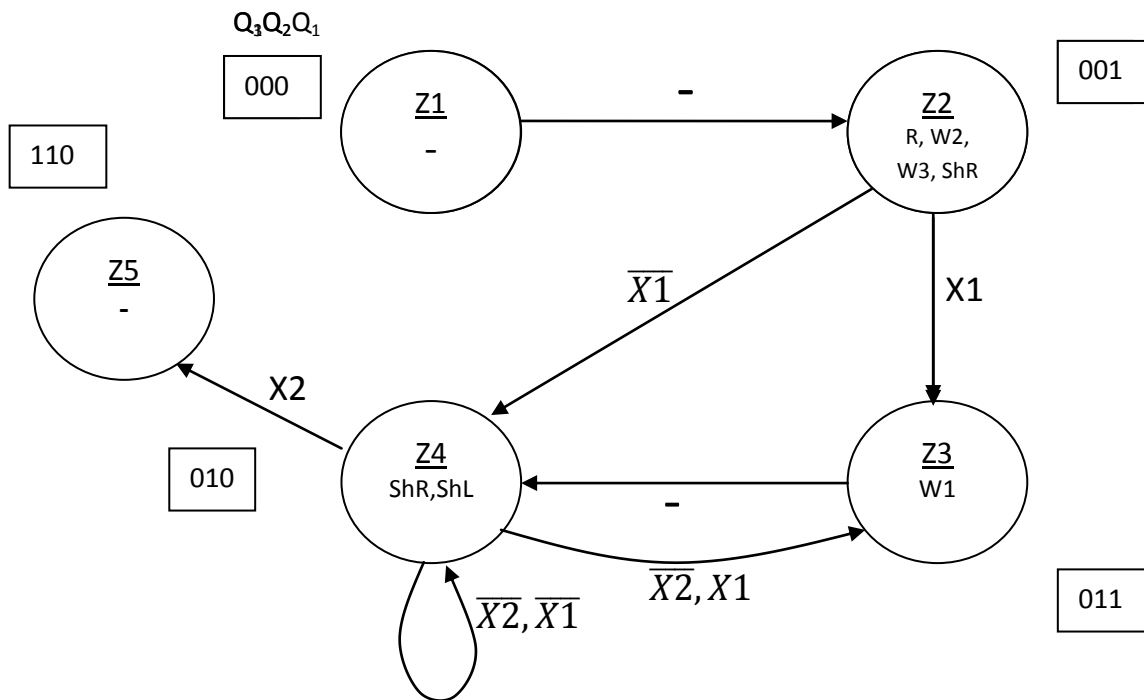 Q₃Q₂Q₁
000
Z1
-
-
Z2
R, W2,
W3, ShR
001
110
Z5
-
X̅1̅
X1
X2
010
Z4
ShR,ShL
-
Z3
W1
X̅2̅, X1
X̅2̅, X̅1̅
011